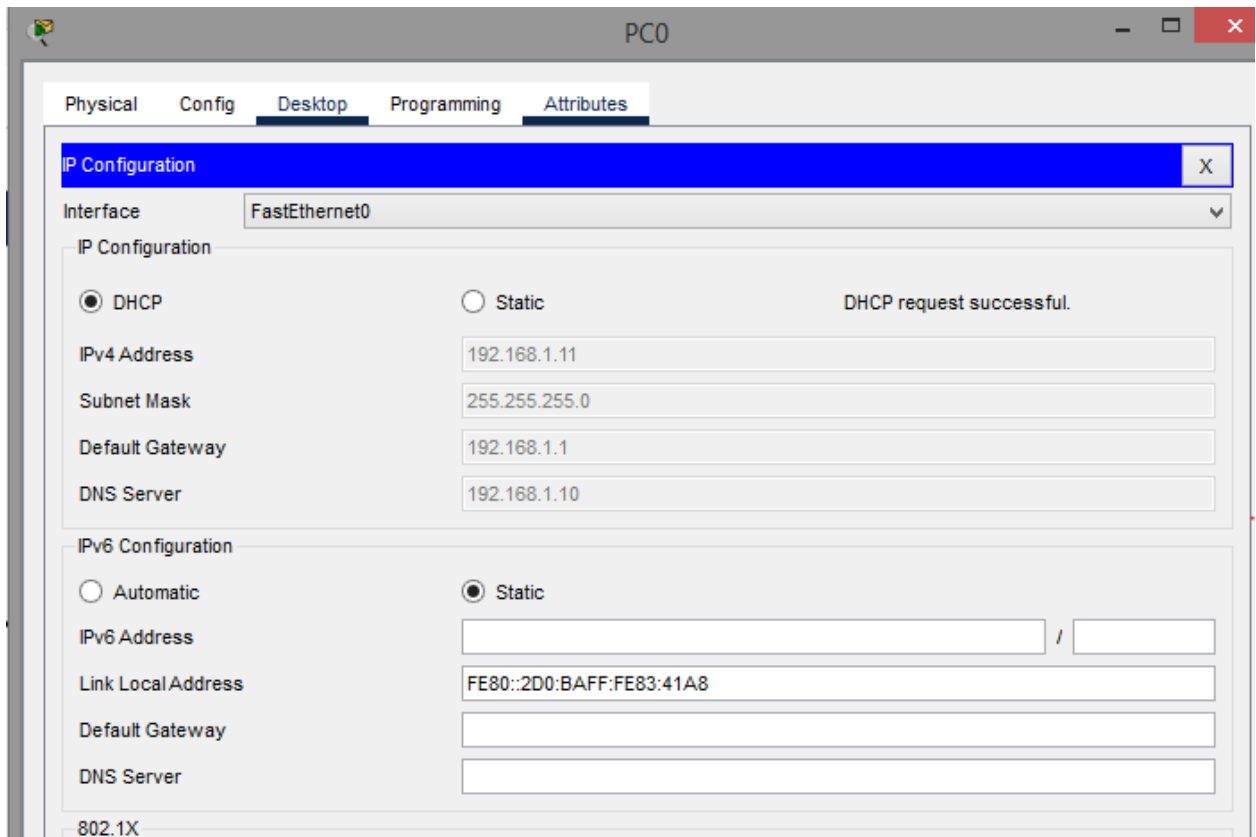 PC0
Physical Config Desktop Programming Attributes
IP Configuration X
Interface FastEthernet0
IP Configuration
DHCP Static DHCP request successful.
IPv4 Address 192.168.1.11
Subnet Mask 255.255.255.0
Default Gateway 192.168.1.1
DNS Server 192.168.1.10
IPv6 Configuration
Automatic Static
IPv6 Address /
Link Local Address FE80::2D0:BAFF:FE83:41A8
Default Gateway
DNS Server
802.1X